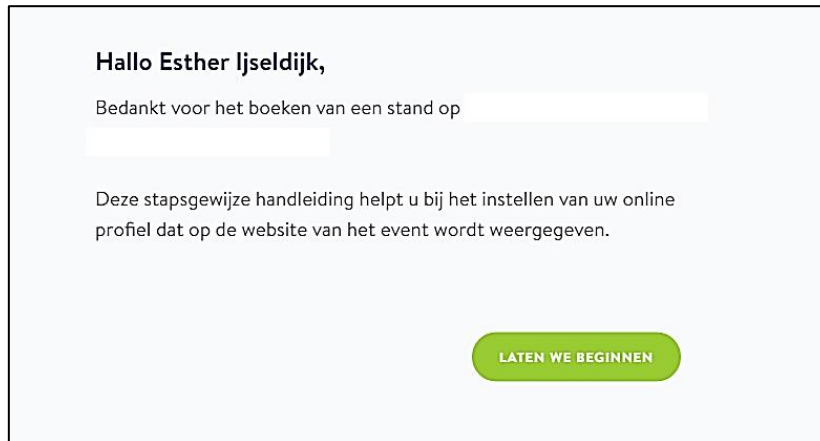 Hallo Esther Ijseldijk,
Bedankt voor het boeken van een stand op
Deze stapsgewijze handleiding helpt u bij het instellen van uw online
profiel dat op de website van het event wordt weergegeven.
LATEN WE BEGINNEN